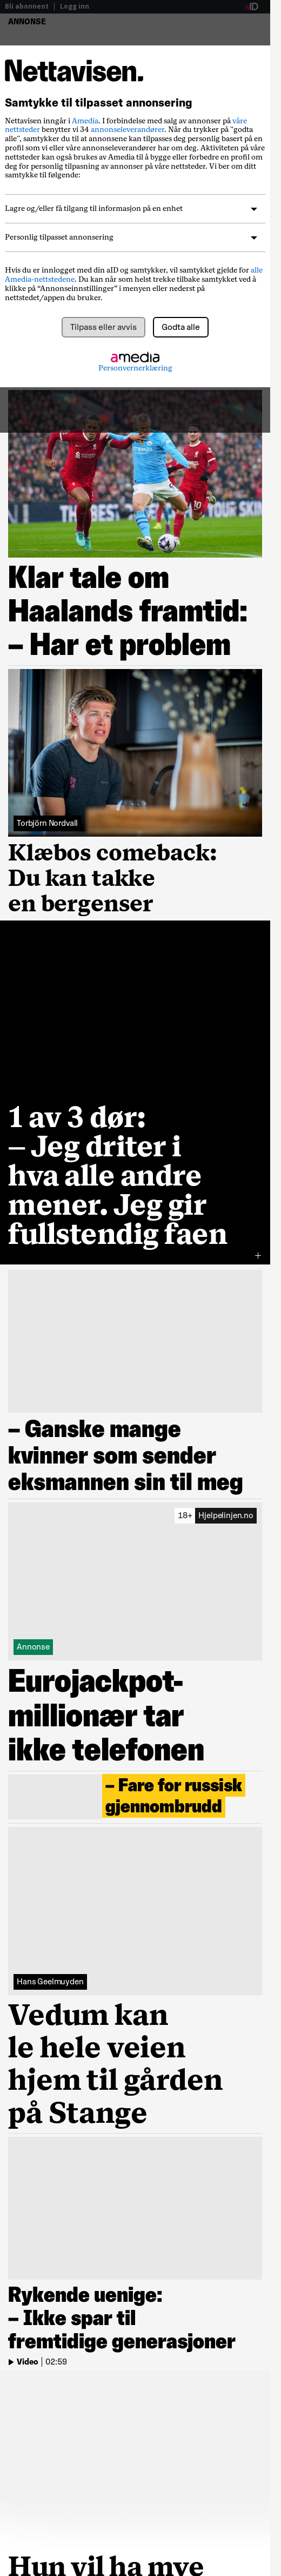 Bli abonnent | Logg inn
aID
ANNONSE
Nettavisen.
Samtykke til tilpasset annonsering
Nettavisen inngår i Amedia. I forbindelse med salg av annonser på våre
nettsteder benytter vi 34 annonseleverandører. Når du trykker på "godta
alle", samtykker du til at annonser kan tilpasses deg personlig basert på en
profil som vi eller våre annonseleverandører har om deg. Aktiviteten på våre
nettsteder kan også brukes av Amedia til å bygge eller forbedre en profil om
deg for personlig tilpasning av annonser på våre nettsteder. Vi ber om ditt
samtykke til følgende:
Lagre og/eller få tilgang til informasjon på en enhet
Personlig tilpasset annonsering
Hvis du er innlogget med din aID og samtykker, vil samtykket gjelde for alle
Amedia-nettstedene. Du kan når som helst trekke tilbake samtykket ved å
klikke på “Annonseinnstillinger” i menyen eller nederst på
nettstedet/appen du bruker.
Tilpass eller avvis
Godta alle
amedia
Personvernerklæring
Klar tale om
Haalands framtid:
– Har et problem
Torbjörn Nordvall
Klæbos comeback:
Du kan takke
en bergenser
1 av 3 dør:
– Jeg driter i
hva alle andre
mener. Jeg gir
fullstendig faen
+
– Ganske mange
kvinner som sender
eksmannen sin til meg
18+ Hjelpelinjen.no
Annonse
Eurojackpot-
millionær tar
ikke telefonen
– Fare for russisk
gjennombrudd
Hans Geelmuyden
Vedum kan
le hele veien
hjem til gården
på Stange
Rykende uenige:
– Ikke spar til
fremtidige generasjoner
Video | 02:59
Hun vil ha mye